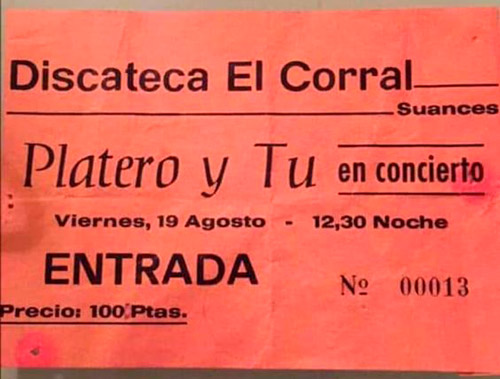 Discateca El Corral
Suances
Platero y Tu en concierto
Viernes, 19 Agosto - 12,30 Noche
ENTRADA
Nº 00013
Precio: 100 Ptas.